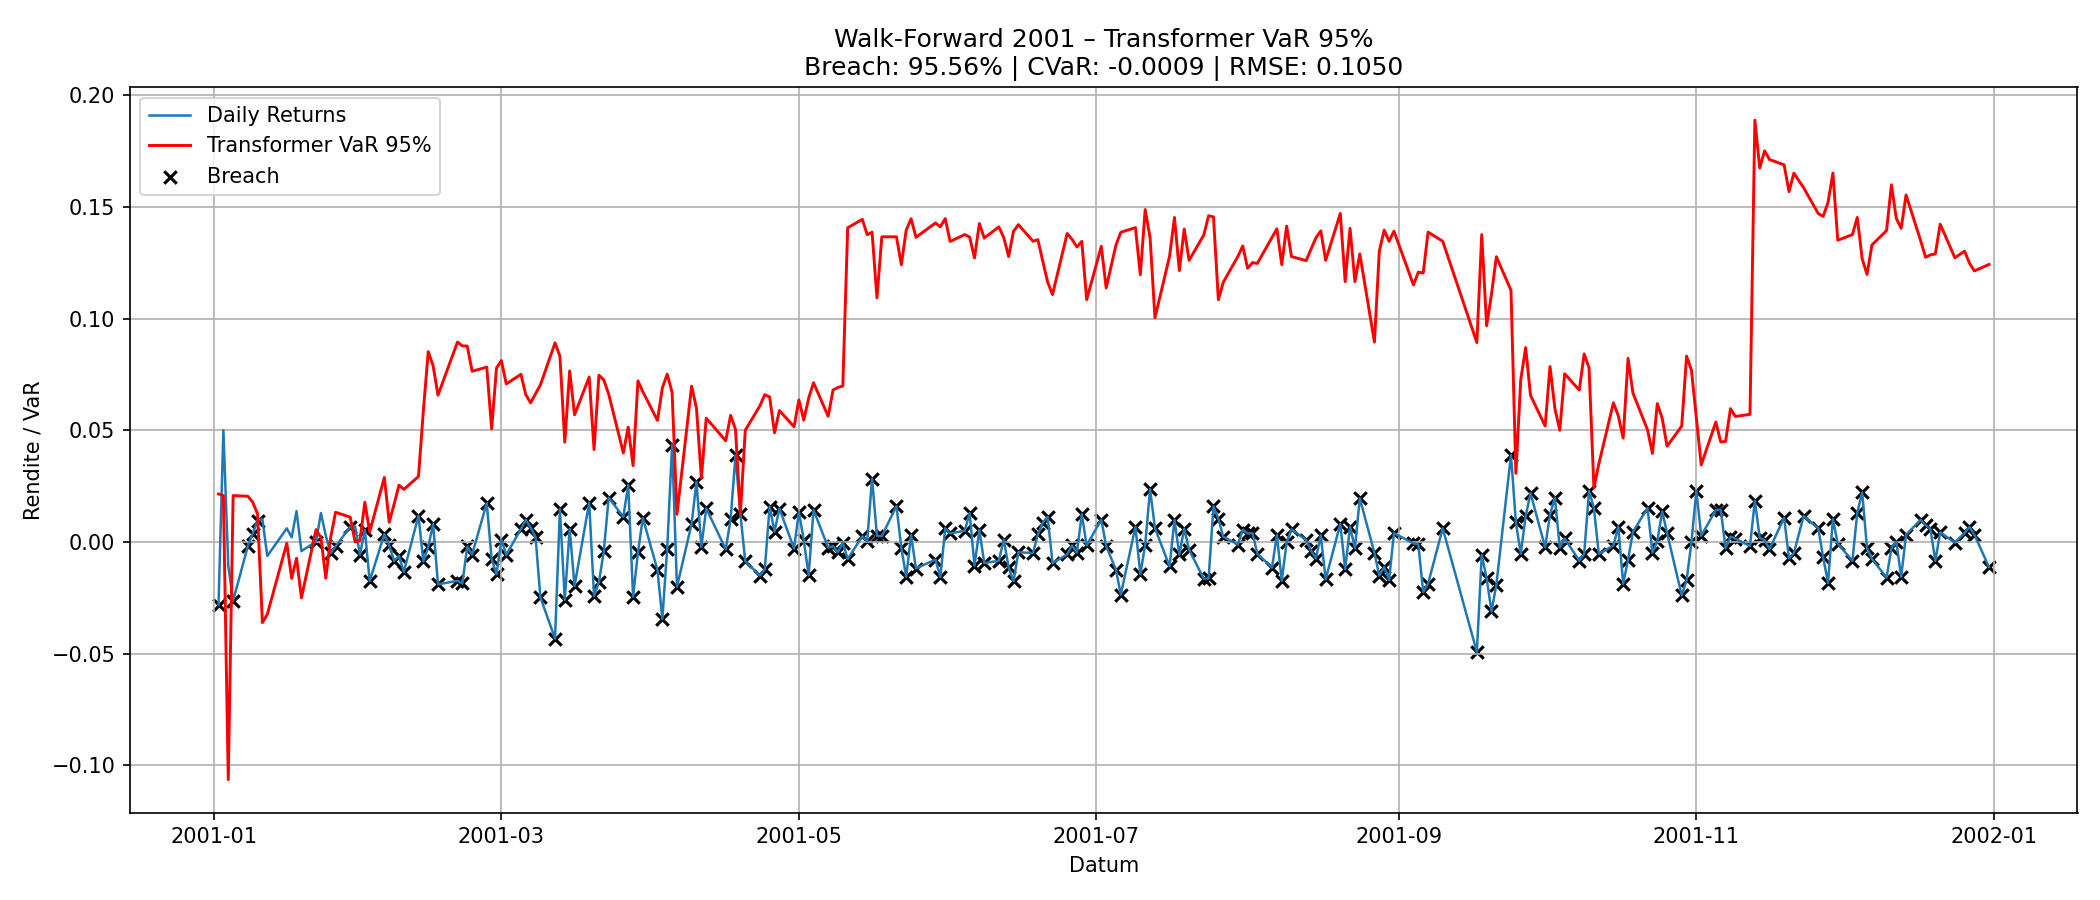 Walk-Forward 2001 – Transformer VaR 95%
Breach: 95.56% | CVaR: -0.0009 | RMSE: 0.1050
Daily Returns
Transformer VaR 95%
Breach
Rendite / VaR
0.20
0.15
0.10
0.05
0.00
−0.05
−0.10
2001-01
2001-03
2001-05
2001-07
2001-09
2001-11
2002-01
Datum